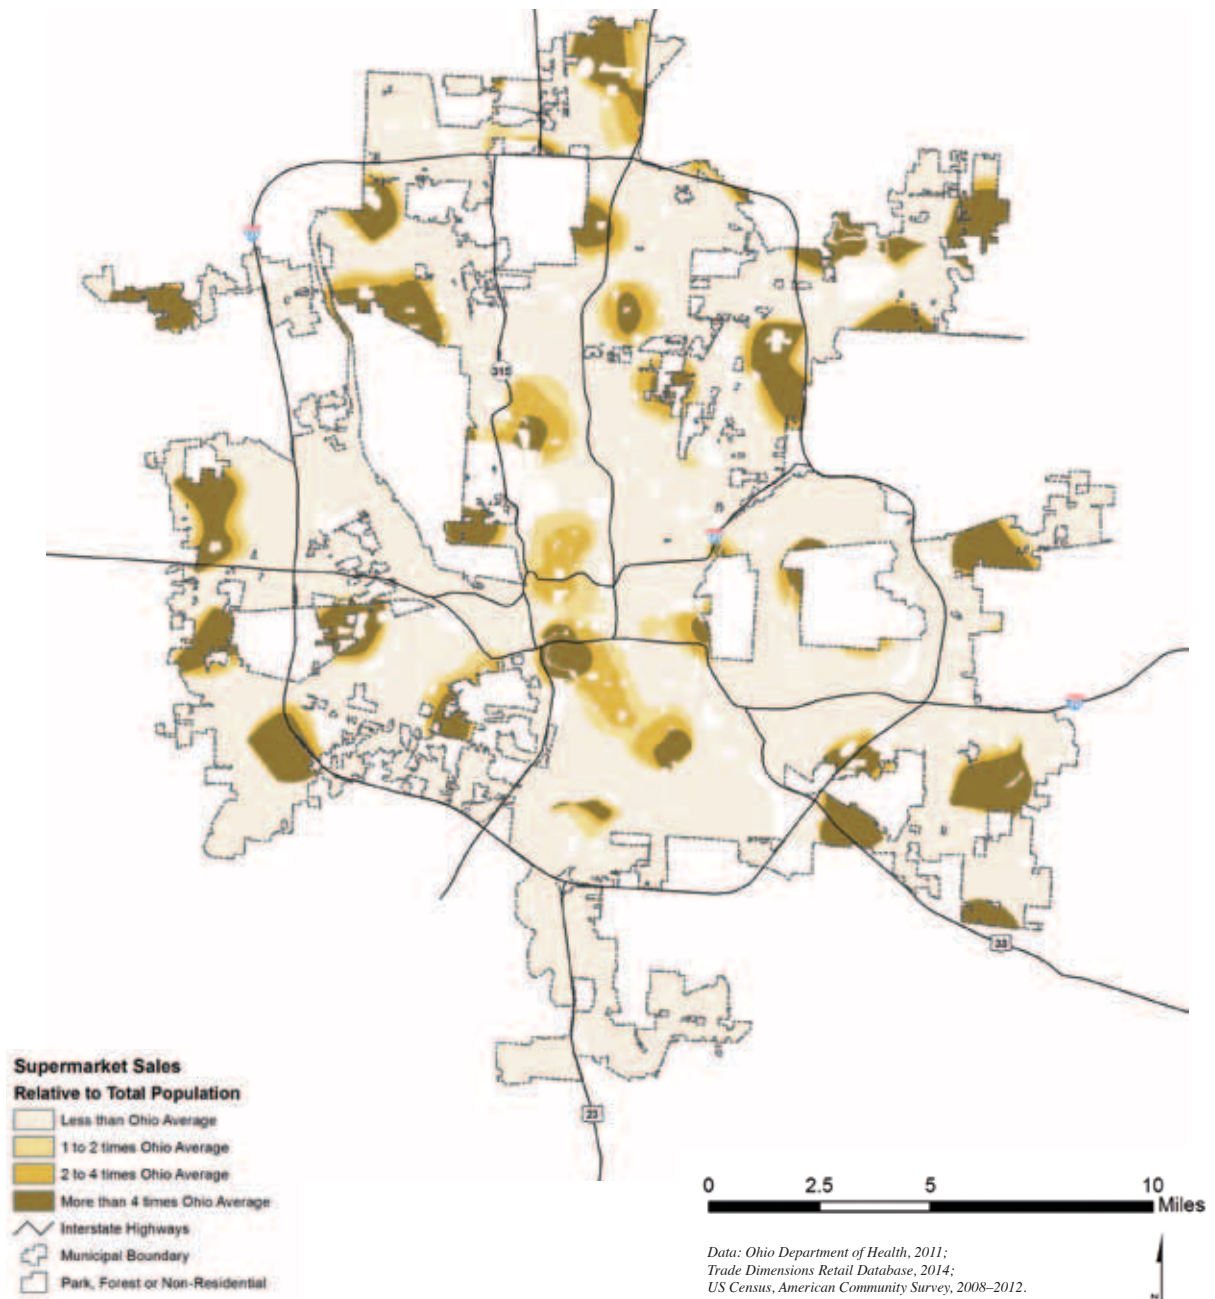 315
33
23
Supermarket Sales
Relative to Total Population
Less than Ohio Average
1 to 2 times Ohio Average
2 to 4 times Ohio Average
More than 4 times Ohio Average
Interstate Highways
Municipal Boundary
Park, Forest or Non-Residential
0 2.5 5 10
Miles
Data: Ohio Department of Health, 2011;
Trade Dimensions Retail Database, 2014;
US Census, American Community Survey, 2008–2012.
N